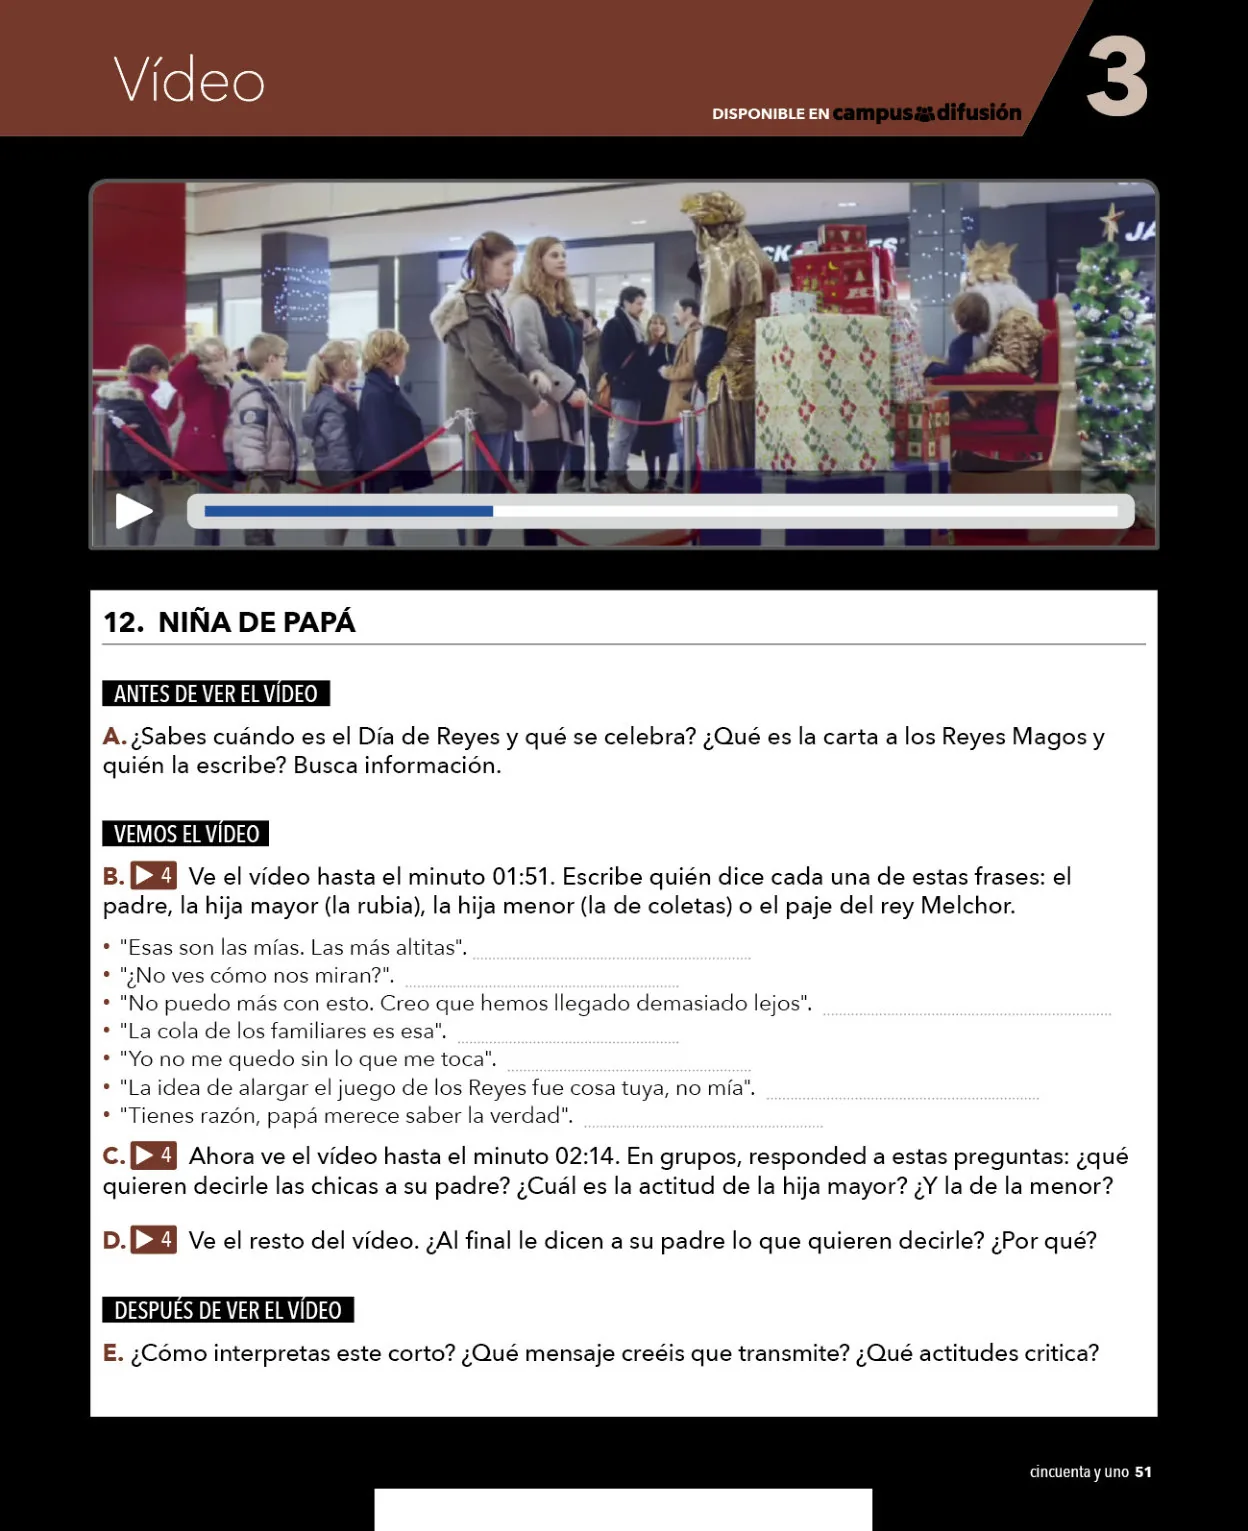 Vídeo
3
DISPONIBLE EN campus difusión
12. NIÑA DE PAPÁ
ANTES DE VER EL VÍDEO
A. ¿Sabes cuándo es el Día de Reyes y qué se celebra? ¿Qué es la carta a los Reyes Magos y
quién la escribe? Busca información.
VEMOS EL VÍDEO
B. 4 Ve el vídeo hasta el minuto 01:51. Escribe quién dice cada una de estas frases: el
padre, la hija mayor (la rubia), la hija menor (la de coletas) o el paje del rey Melchor.
• "Esas son las mías. Las más altitas".
• "¿No ves cómo nos miran?".
• "No puedo más con esto. Creo que hemos llegado demasiado lejos".
• "La cola de los familiares es esa".
• "Yo no me quedo sin lo que me toca".
• "La idea de alargar el juego de los Reyes fue cosa tuya, no mía".
• "Tienes razón, papá merece saber la verdad".
C. 4 Ahora ve el vídeo hasta el minuto 02:14. En grupos, responded a estas preguntas: ¿qué
quieren decirle las chicas a su padre? ¿Cuál es la actitud de la hija mayor? ¿Y la de la menor?
D. 4 Ve el resto del vídeo. ¿Al final le dicen a su padre lo que quieren decirle? ¿Por qué?
DESPUÉS DE VER EL VÍDEO
E. ¿Cómo interpretas este corto? ¿Qué mensaje creéis que transmite? ¿Qué actitudes critica?
cincuenta y uno 51